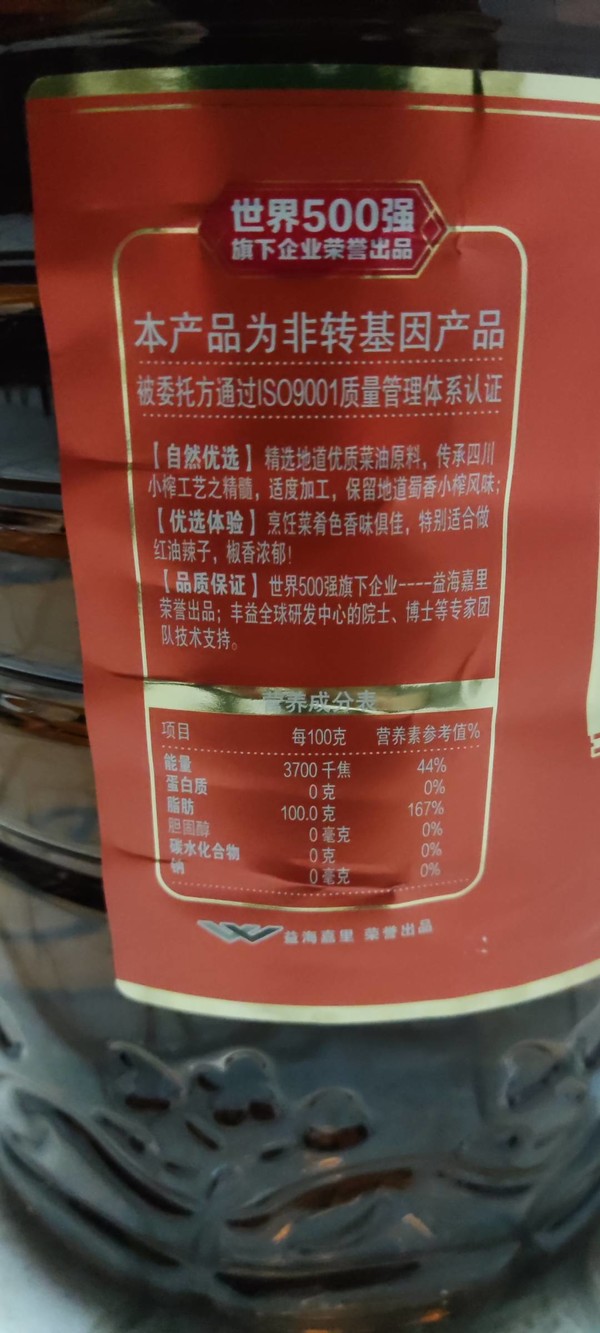 世界500强
旗下企业荣誉出品
本产品为非转基因产品
被委托方通过ISO9001质量管理体系认证
【自然优选】精选地道优质菜油原料，传承四川
小榨工艺之精髓，适度加工，保留地道蜀香小榨风味；
【优选体验】烹饪菜肴色香味俱佳，特别适合做
红油辣子，椒香浓郁！
【品质保证】世界500强旗下企业----益海嘉里
荣誉出品；丰益全球研发中心的院士、博士等专家团
队技术支持。
营养成分表
项目 每100克 营养素参考值%
能量 3700 千焦 44%
蛋白质 0 克 0%
脂肪 100.0 克 167%
胆固醇 0 毫克 0%
碳水化合物 0 克 0%
钠 0 毫克 0%
益海嘉里 荣誉出品